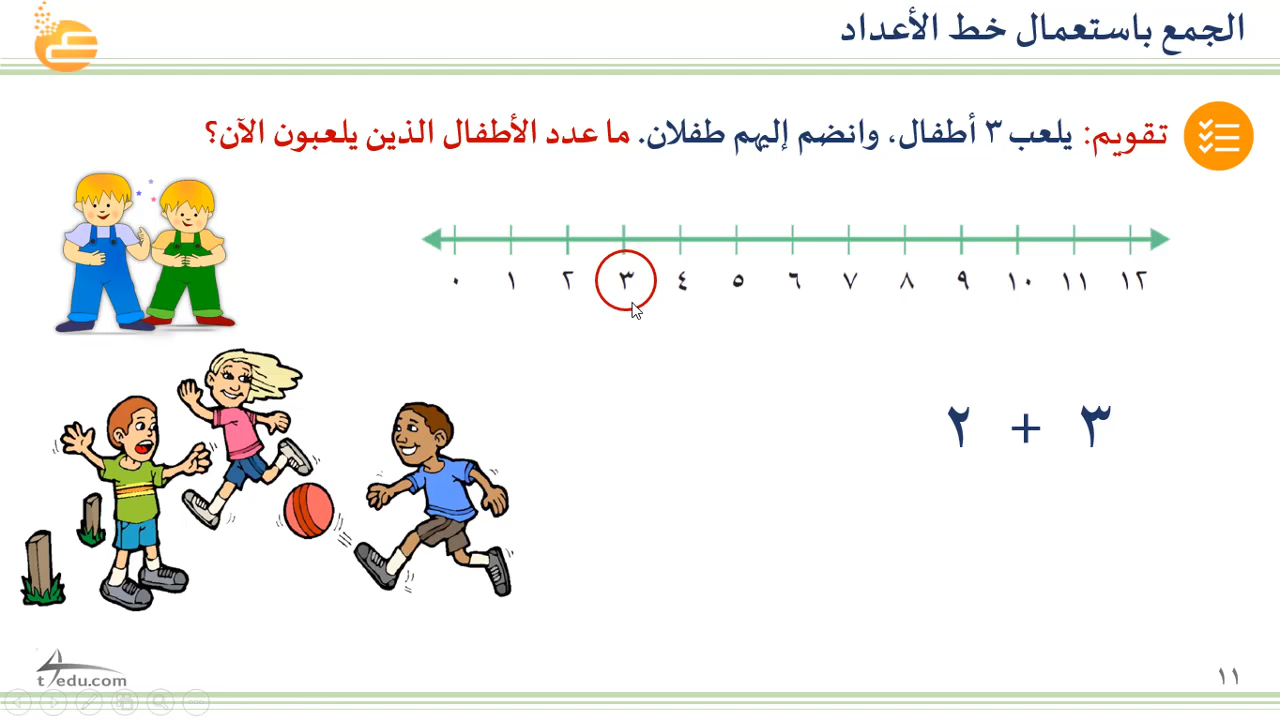 الجمع باستعمال خط الأعداد
تقويم: يلعب ٣ أطفال، وانضم إليهم طفلان. ما عدد الأطفال الذين يلعبون الآن؟
٠ ١ ٢ ٣ ٤ ٥ ٦ ٧ ٨ ٩ ١٠ ١١ ١٢
٣ + ٢
t4edu.com
١١